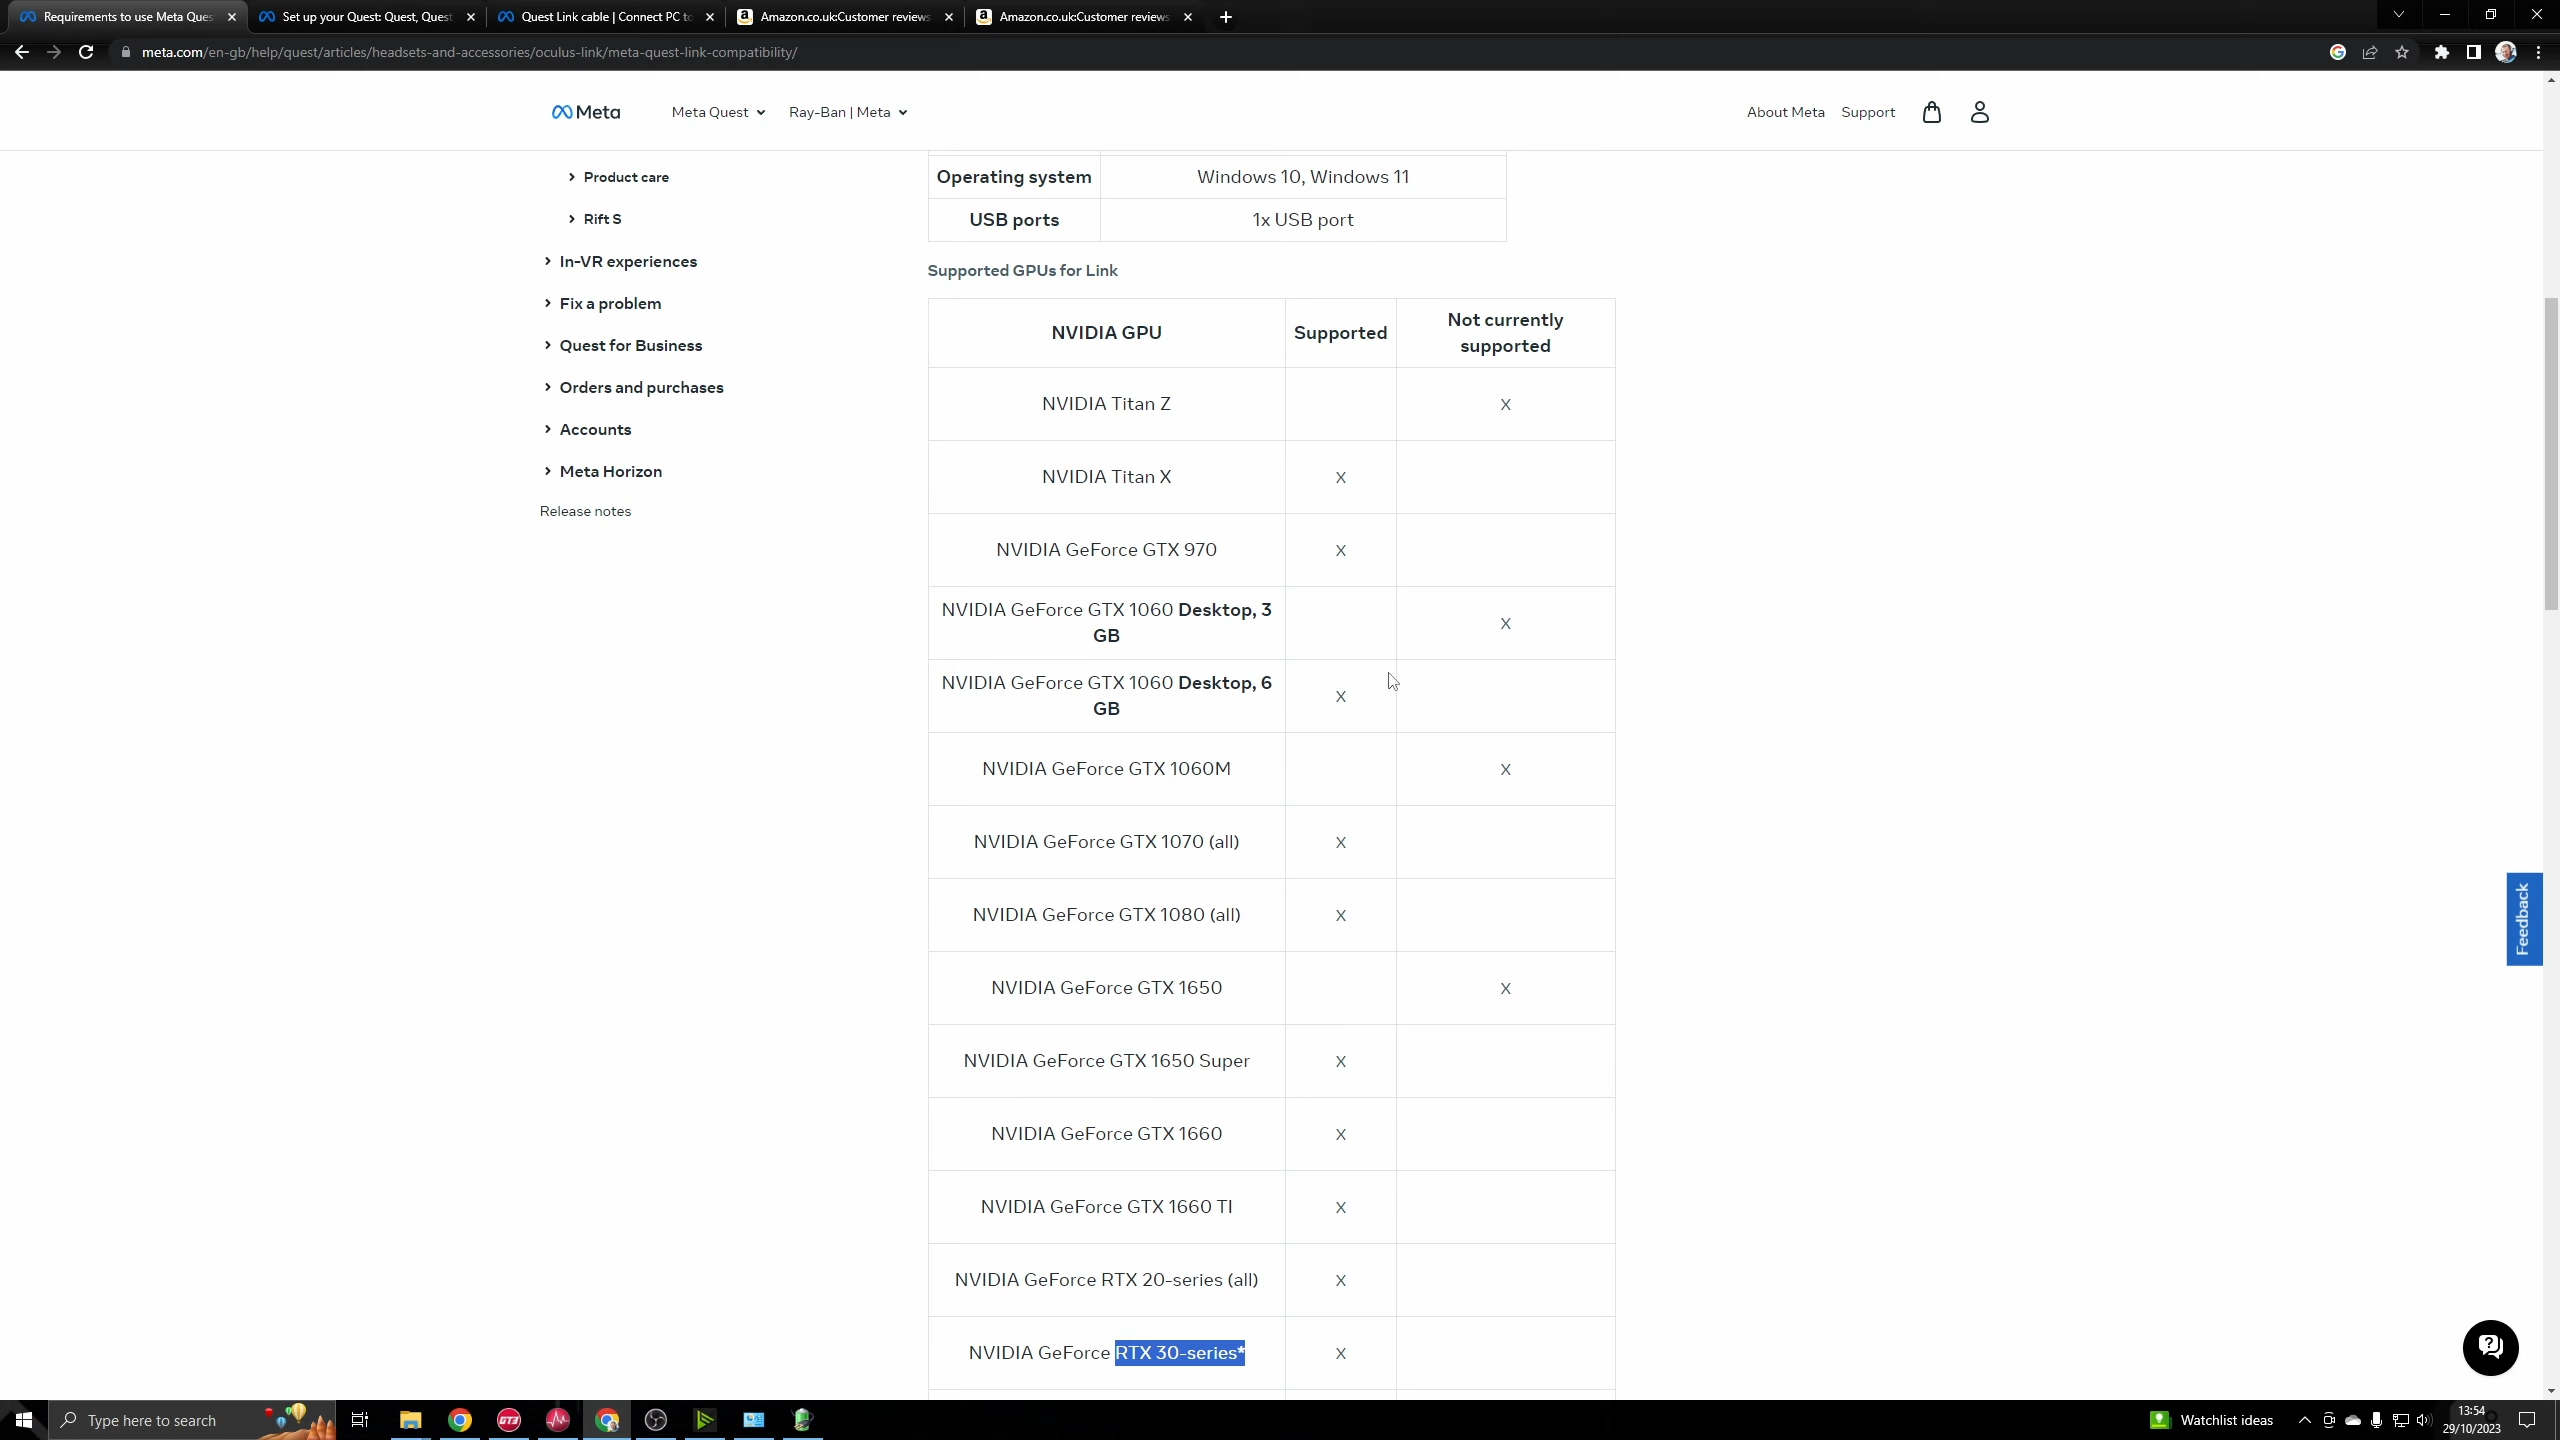 Requirements to use Meta Ques
Set up your Quest: Quest, Quest
Quest Link cable | Connect PC to
Amazon.co.uk:Customer reviews
Amazon.co.uk:Customer reviews
meta.com/en-gb/help/quest/articles/headsets-and-accessories/oculus-link/meta-quest-link-compatibility/
Meta
Meta Quest
Ray-Ban | Meta
About Meta
Support
Product care
Rift S
In-VR experiences
Fix a problem
Quest for Business
Orders and purchases
Accounts
Meta Horizon
Release notes
Operating system Windows 10, Windows 11
USB ports 1x USB port
Supported GPUs for Link
NVIDIA GPU Supported Not currently
supported
NVIDIA Titan Z X
NVIDIA Titan X X
NVIDIA GeForce GTX 970 X
NVIDIA GeForce GTX 1060 Desktop, 3
GB X
NVIDIA GeForce GTX 1060 Desktop, 6
GB X
NVIDIA GeForce GTX 1060M X
NVIDIA GeForce GTX 1070 (all) X
NVIDIA GeForce GTX 1080 (all) X
NVIDIA GeForce GTX 1650 X
NVIDIA GeForce GTX 1650 Super X
NVIDIA GeForce GTX 1660 X
NVIDIA GeForce GTX 1660 TI X
NVIDIA GeForce RTX 20-series (all) X
NVIDIA GeForce RTX 30-series* X
Feedback
Type here to search
GT3
Watchlist ideas
13:54
29/10/2023